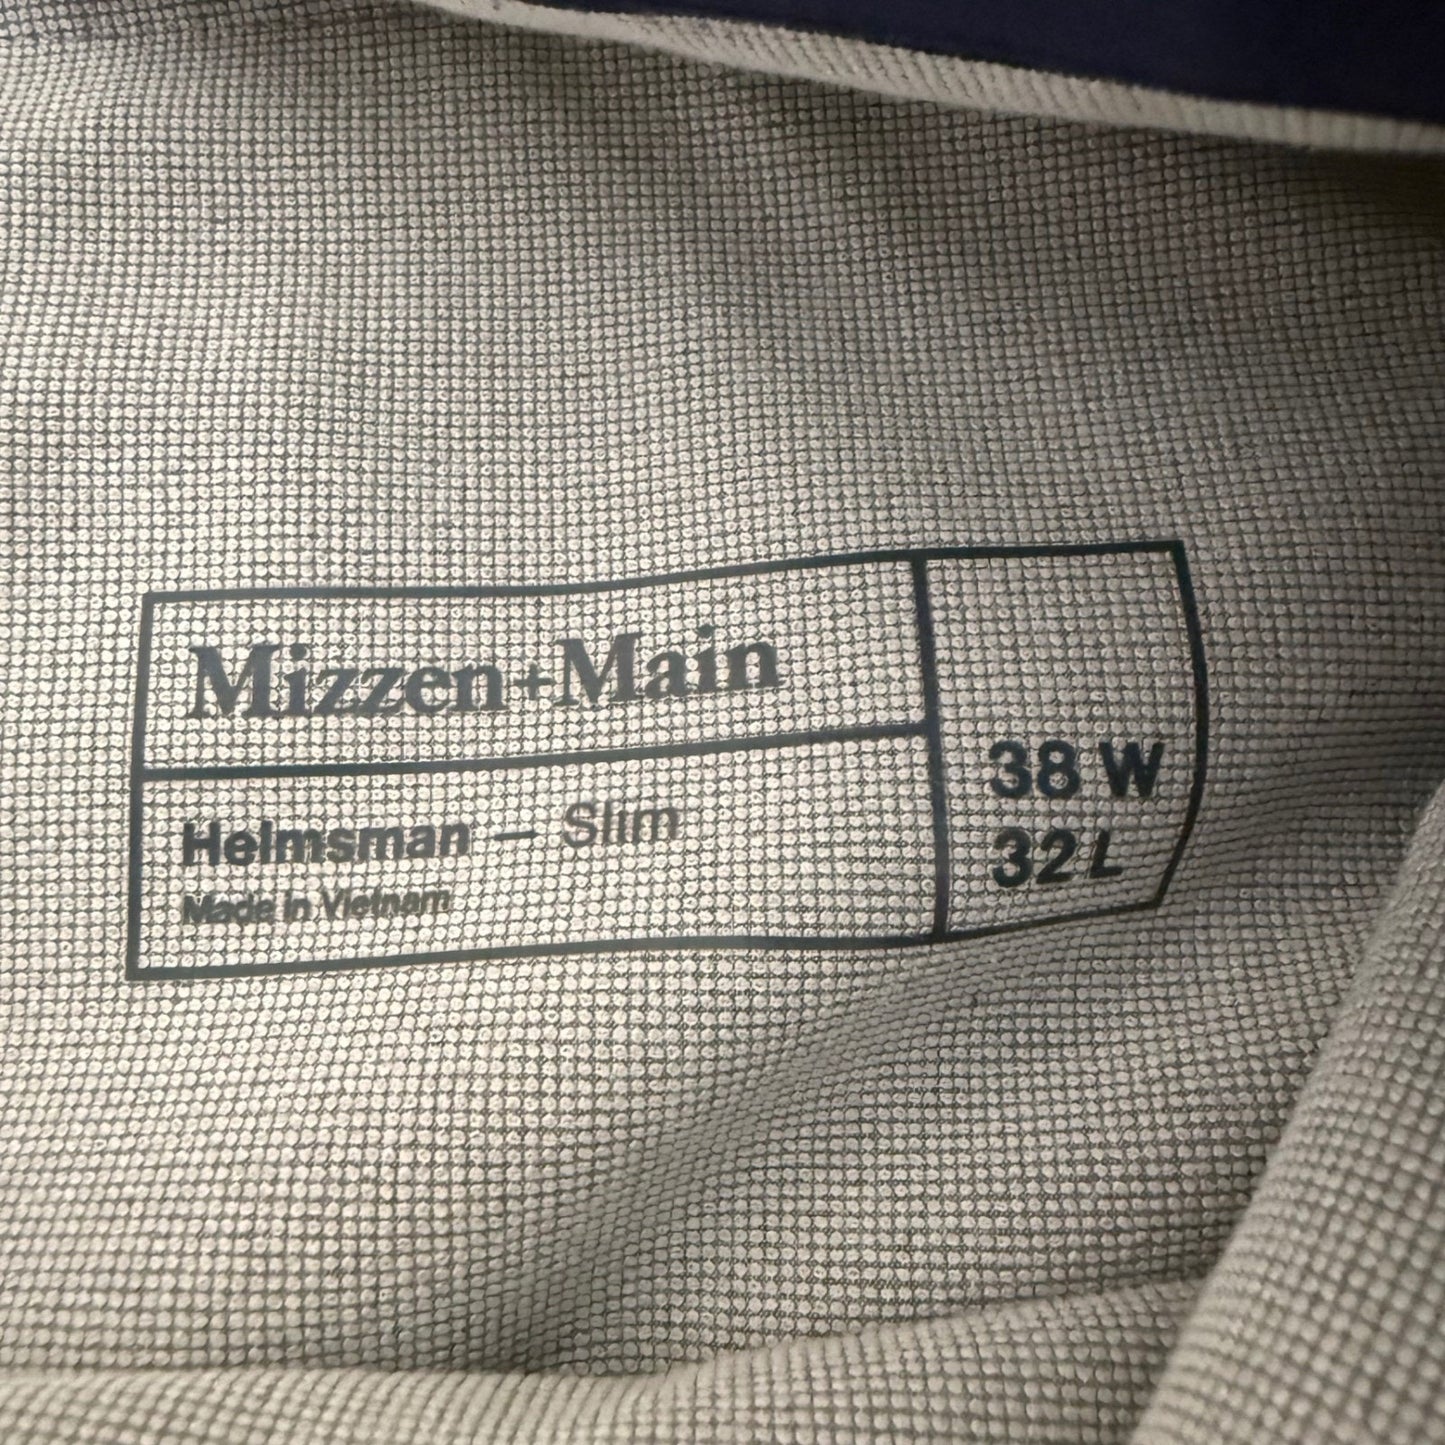 Mizzen+Main
Helmsman – Slim
Made in Vietnam
38 W
32 L